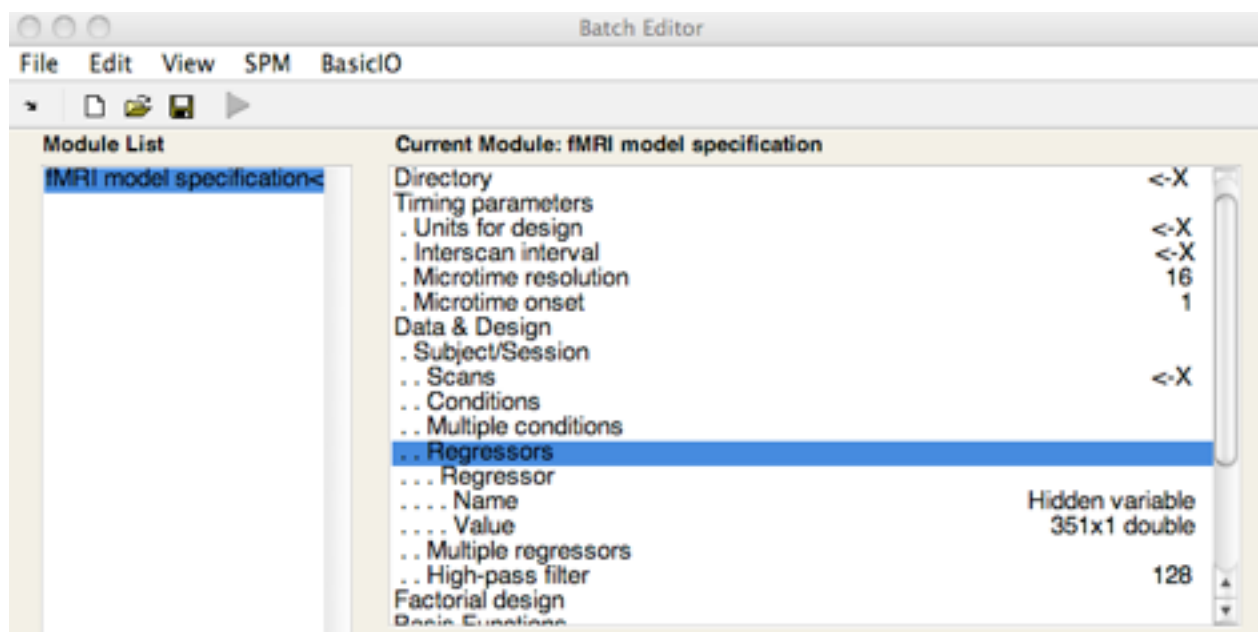 Batch Editor
File Edit View SPM BasicIO
Module List
Current Module: fMRI model specification
fMRI model specification<
Directory <-X
Timing parameters
. Units for design <-X
. Interscan interval <-X
. Microtime resolution 16
. Microtime onset 1
Data & Design
. Subject/Session
. . Scans <-X
. . Conditions
. . Multiple conditions
. . Regressors
. . . Regressor
. . . . Name Hidden variable
. . . . Value 351x1 double
. . Multiple regressors
. . High-pass filter 128
Factorial design
Basis Functions